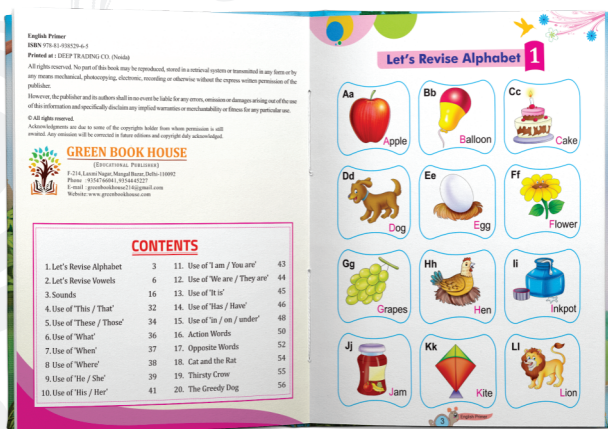 English Primer
ISBN 978-81-938529-6-5
Printed at : DEEP TRADING CO. (Noida)
All rights reserved. No part of this book may be reproduced, stored in a retrieval system or transmitted in any form or by
any means mechanical, photocopying, electronic, recording or otherwise without the express written permission of the
publisher.
However, the publisher and its authors shall in no event be liable for any errors, omission or damages arising out of the use
of this information and specifically disclaim any implied warranties or merchantability or fitness for any particular use.
© All rights reserved.
Acknowledgments are due to some of the copyrights holder from whom permission is still
awaited. Any omission will be corrected in future editions and copyright duly acknowledged.
GREEN BOOK HOUSE
(EDUCATIONAL PUBLISHER)
F-214, Laxmi Nagar, Mangal Bazar, Delhi-110092
Phone : 9354766041, 9354445227
E-mail : greenbookhouse214@gmail.com
Website: www.greenbookhouse.com
CONTENTS
1. Let's Revise Alphabet 3
2. Let's Revise Vowels 6
3. Sounds 16
4. Use of 'This / That' 32
5. Use of 'These / Those' 34
6. Use of 'What' 36
7. Use of 'When' 37
8 Use of 'Where' 38
9. Use of 'He / She' 39
10. Use of 'His / Her' 41
11. Use of 'I am / You are' 43
12. Use of 'We are / They are' 44
13. Use of 'It is' 45
14. Use of 'Has / Have' 46
15. Use of 'in / on / under' 48
16. Action Words 50
17. Opposite Words 52
18. Cat and the Rat 54
19. Thirsty Crow 55
20. The Greedy Dog 56
Let's Revise Alphabet 1
Aa
Apple
Bb
Balloon
Cc
Cake
Dd
Dog
Ee
Egg
Ff
Flower
Gg
Grapes
Hh
Hen
Ii
Inkpot
Jj
Jam
Kk
Kite
Ll
Lion
3
English Primer